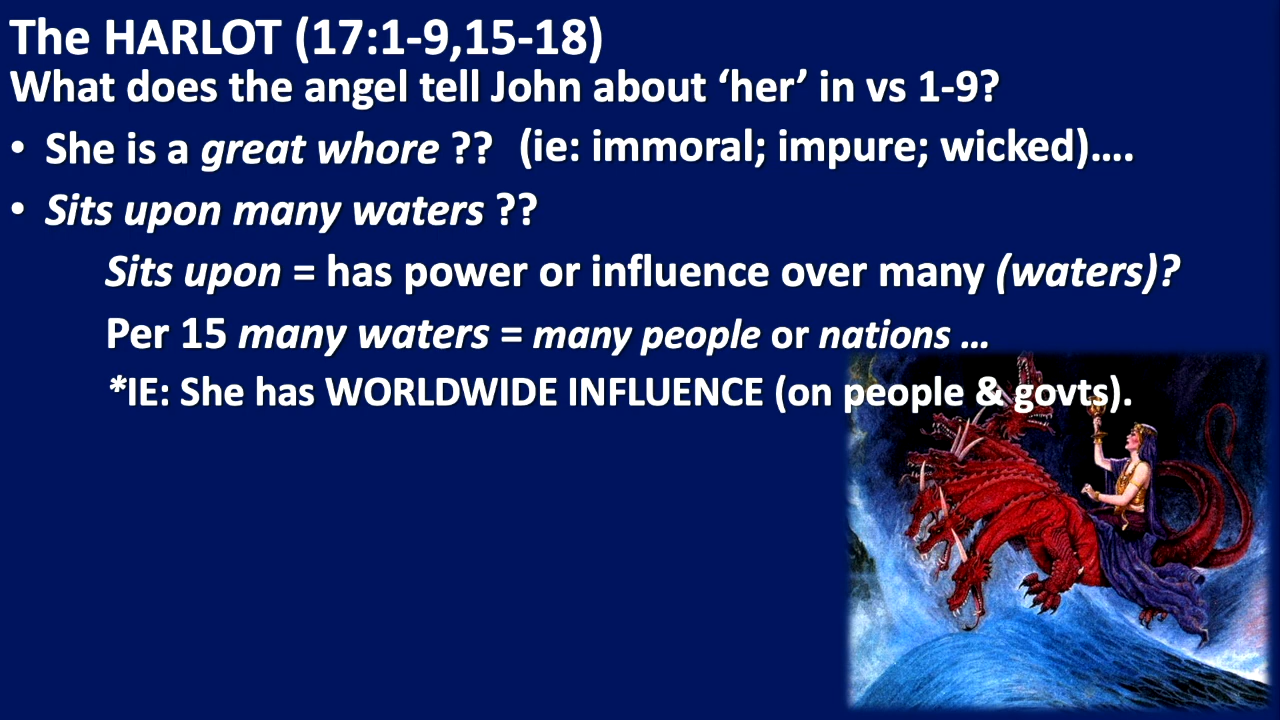 The HARLOT (17:1-9,15-18)
What does the angel tell John about ‘her’ in vs 1-9?
• She is a great whore ?? (ie: immoral; impure; wicked)….
• Sits upon many waters ??
Sits upon = has power or influence over many (waters)?
Per 15 many waters = many people or nations …
*IE: She has WORLDWIDE INFLUENCE (on people & govts).